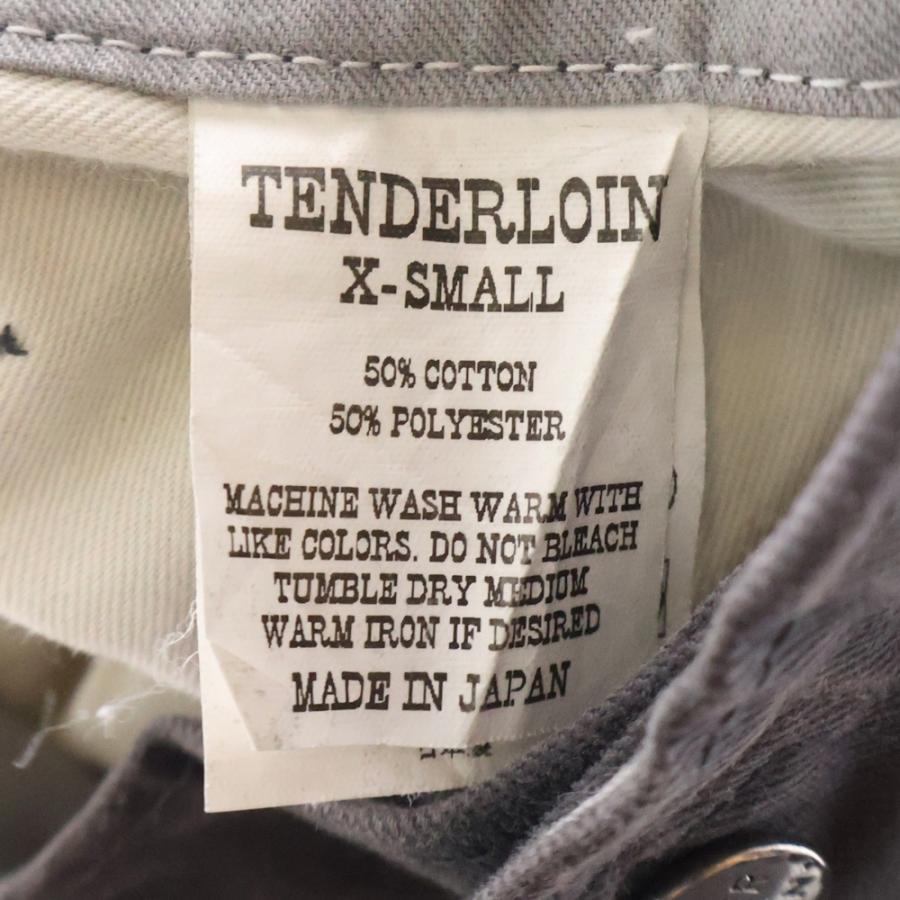 TENDERLOIN
X-SMALL
50% COTTON
50% POLYESTER
MACHINE WASH WARM WITH
LIKE COLORS. DO NOT BLEACH
TUMBLE DRY MEDIUM
WARM IRON IF DESIRED
MADE IN JAPAN